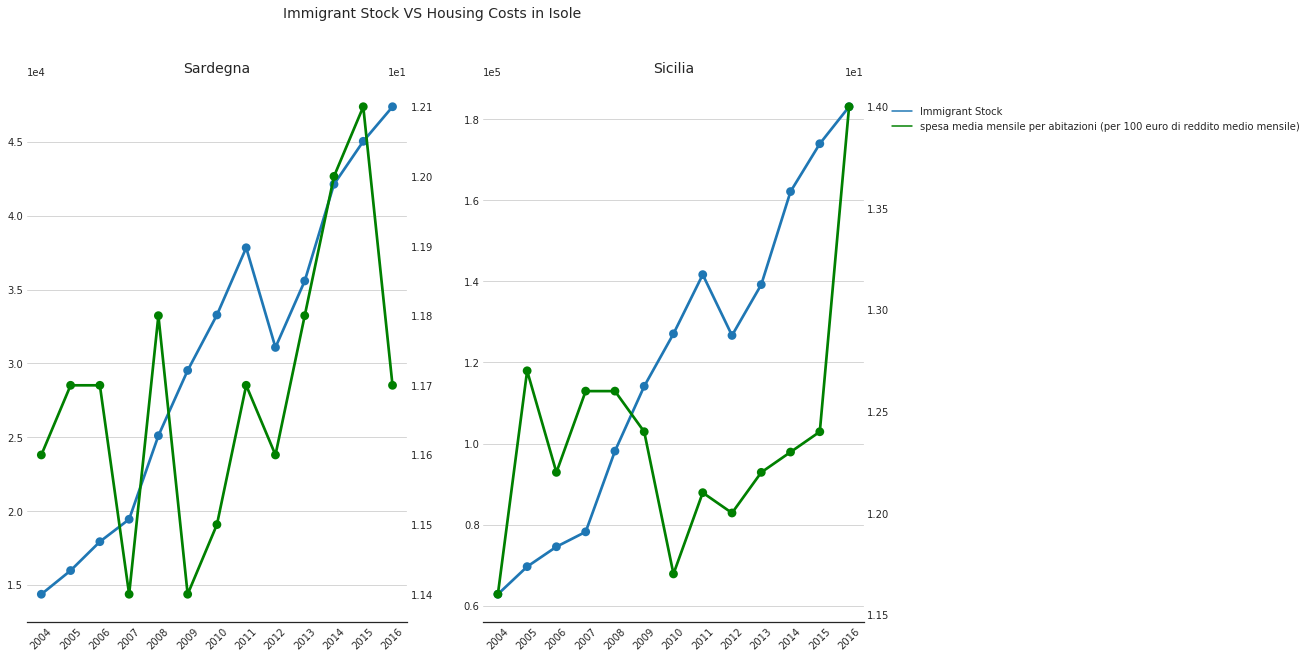 Immigrant Stock VS Housing Costs in Isole
Sardegna
1e4
1e1
4.5
4.0
3.5
3.0
2.5
2.0
1.5
1.21
1.20
1.19
1.18
1.17
1.16
1.15
1.14
2004 2005 2006 2007 2008 2009 2010 2011 2012 2013 2014 2015 2016
Sicilia
1e5
1e1
1.8
1.6
1.4
1.2
1.0
0.8
0.6
1.40
1.35
1.30
1.25
1.20
1.15
2004 2005 2006 2007 2008 2009 2010 2011 2012 2013 2014 2015 2016
Immigrant Stock
spesa media mensile per abitazioni (per 100 euro di reddito medio mensile)